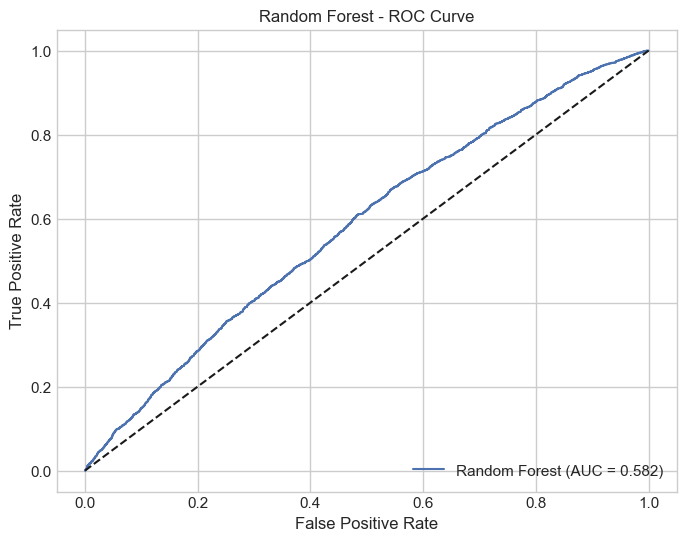 Random Forest - ROC Curve
True Positive Rate
1.0
0.8
0.6
0.4
0.2
0.0
Random Forest (AUC = 0.582)
0.0 0.2 0.4 0.6 0.8 1.0
False Positive Rate